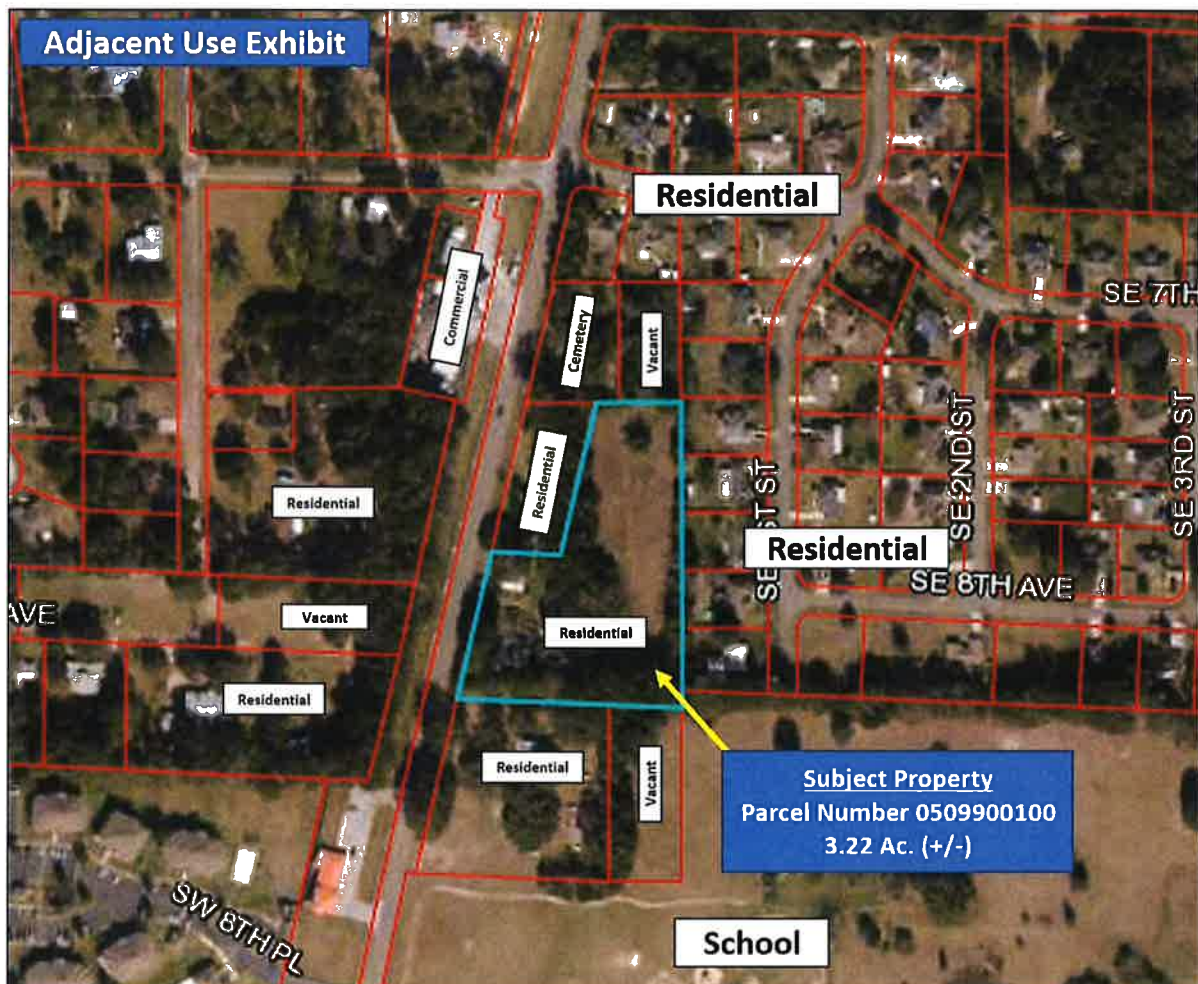 Adjacent Use Exhibit
Residential
Commercial
SE 7TH
Cemetery
Vacant
SE 2ND ST
SE 3RD ST
Residential
Residential
SE 1ST ST
Residential
SE 8TH AVE
AVE
Vacant
Residential
Residential
Residential
Vacant
Subject Property
Parcel Number 0509900100
3.22 Ac. (+/-)
SW 8TH PL
School